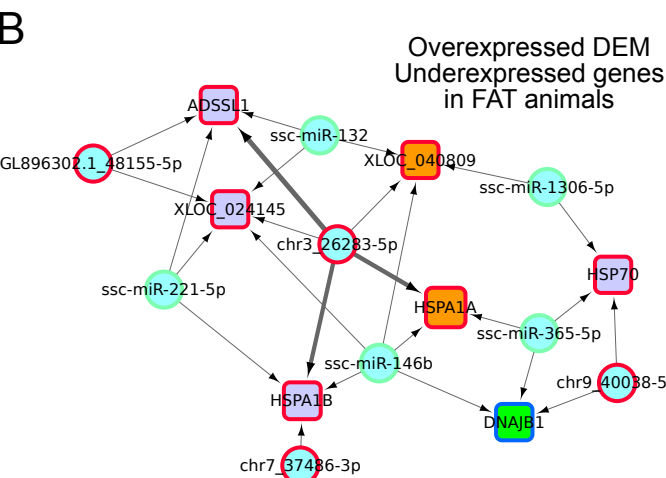 B
Overexpressed DEM
Underexpressed genes
in FAT animals
ADSSL1
ssc-miR-132
GL896302.1_48155-5p
XLOC_040809
ssc-miR-1306-5p
XLOC_024145
chr3_26283-5p
HSP70
ssc-miR-221-5p
HSPA1A
ssc-miR-365-5p
ssc-miR-146b
chr9_40038-5
HSPA1B
DNAJB1
chr7_37486-3p